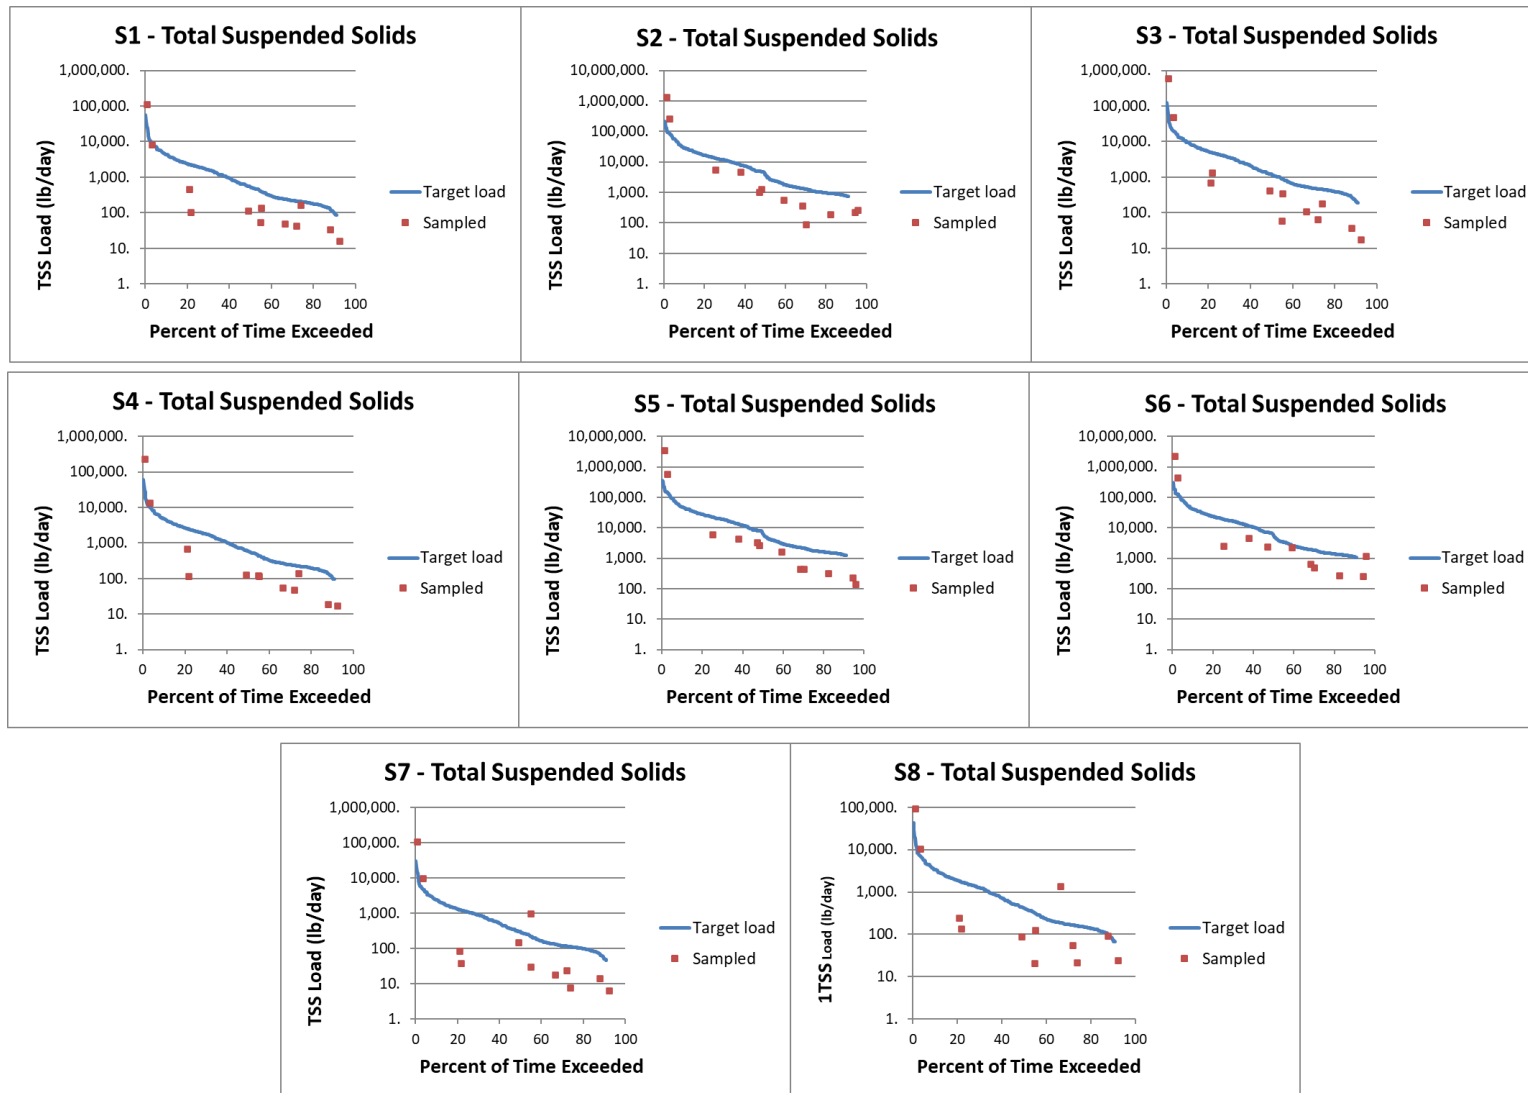 S1 - Total Suspended Solids
1,000,000.
100,000.
10,000.
1,000.
100.
10.
1.
TSS Load (lb/day)
0 20 40 60 80 100
Percent of Time Exceeded
Target load
Sampled
S2 - Total Suspended Solids
10,000,000.
1,000,000.
100,000.
10,000.
1,000.
100.
10.
1.
TSS Load (lb/day)
0 20 40 60 80 100
Percent of Time Exceeded
Target load
Sampled
S3 - Total Suspended Solids
1,000,000.
100,000.
10,000.
1,000.
100.
10.
1.
TSS Load (lb/day)
0 20 40 60 80 100
Percent of Time Exceeded
Target load
Sampled
S4 - Total Suspended Solids
1,000,000.
100,000.
10,000.
1,000.
100.
10.
1.
TSS Load (lb/day)
0 20 40 60 80 100
Percent of Time Exceeded
Target load
Sampled
S5 - Total Suspended Solids
10,000,000.
1,000,000.
100,000.
10,000.
1,000.
100.
10.
1.
TSS Load (lb/day)
0 20 40 60 80 100
Percent of Time Exceeded
Target load
Sampled
S6 - Total Suspended Solids
10,000,000.
1,000,000.
100,000.
10,000.
1,000.
100.
10.
1.
TSS Load (lb/day)
0 20 40 60 80 100
Percent of Time Exceeded
Target load
Sampled
S7 - Total Suspended Solids
1,000,000.
100,000.
10,000.
1,000.
100.
10.
1.
TSS Load (lb/day)
0 20 40 60 80 100
Percent of Time Exceeded
Target load
Sampled
S8 - Total Suspended Solids
100,000.
10,000.
1,000.
100.
10.
1.
1TSS Load (lb/day)
0 20 40 60 80 100
Percent of Time Exceeded
Target load
Sampled